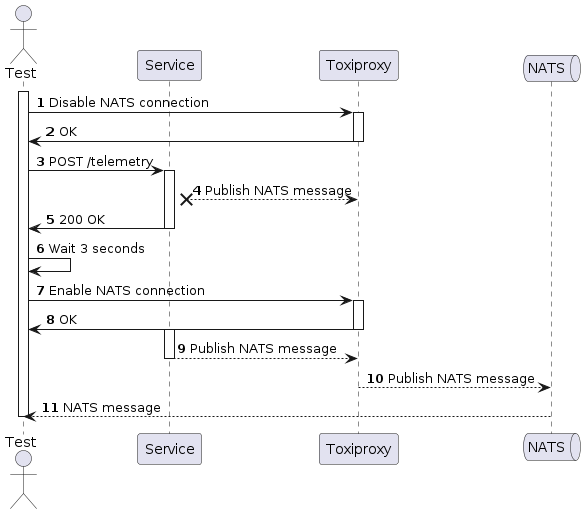 Test
Service
Toxiproxy
NATS
1 Disable NATS connection
2 OK
3 POST /telemetry
4 Publish NATS message
5 200 OK
6 Wait 3 seconds
7 Enable NATS connection
8 OK
9 Publish NATS message
10 Publish NATS message
11 NATS message
Test
Service
Toxiproxy
NATS